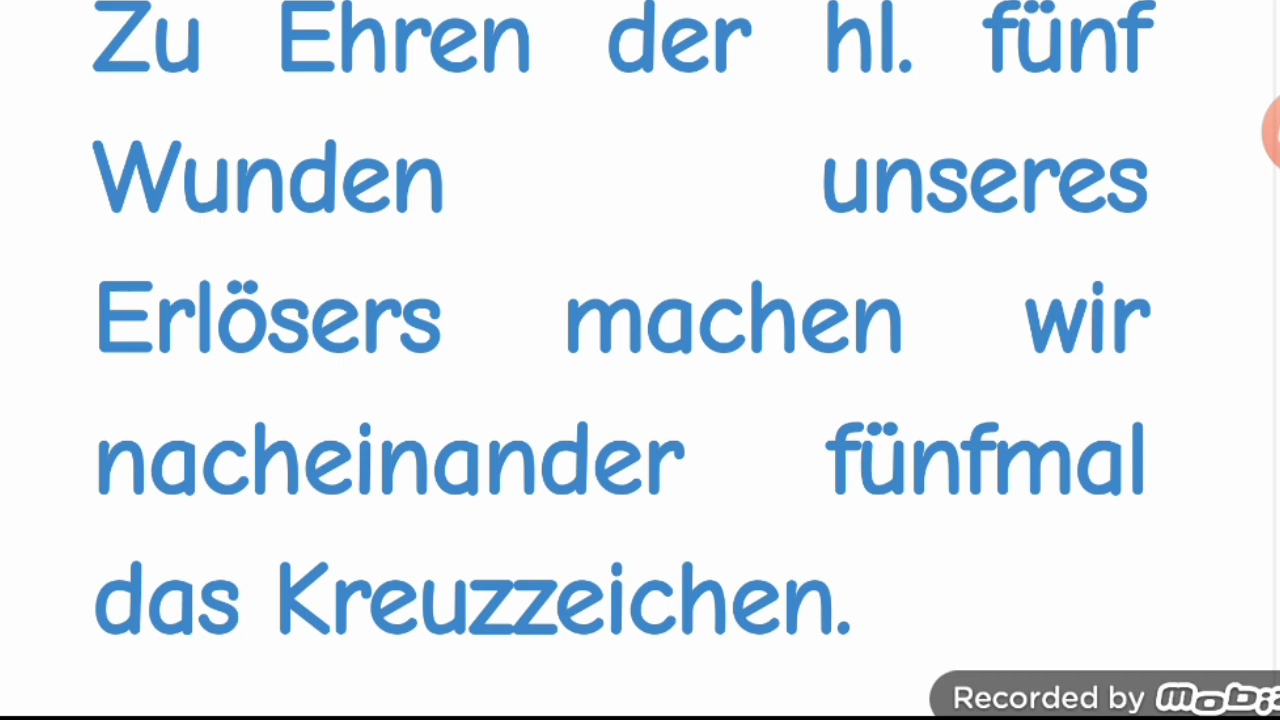 Zu Ehren der hl. fünf
Wunden unseres
Erlösers machen wir
nacheinander fünfmal
das Kreuzzeichen.
Recorded by